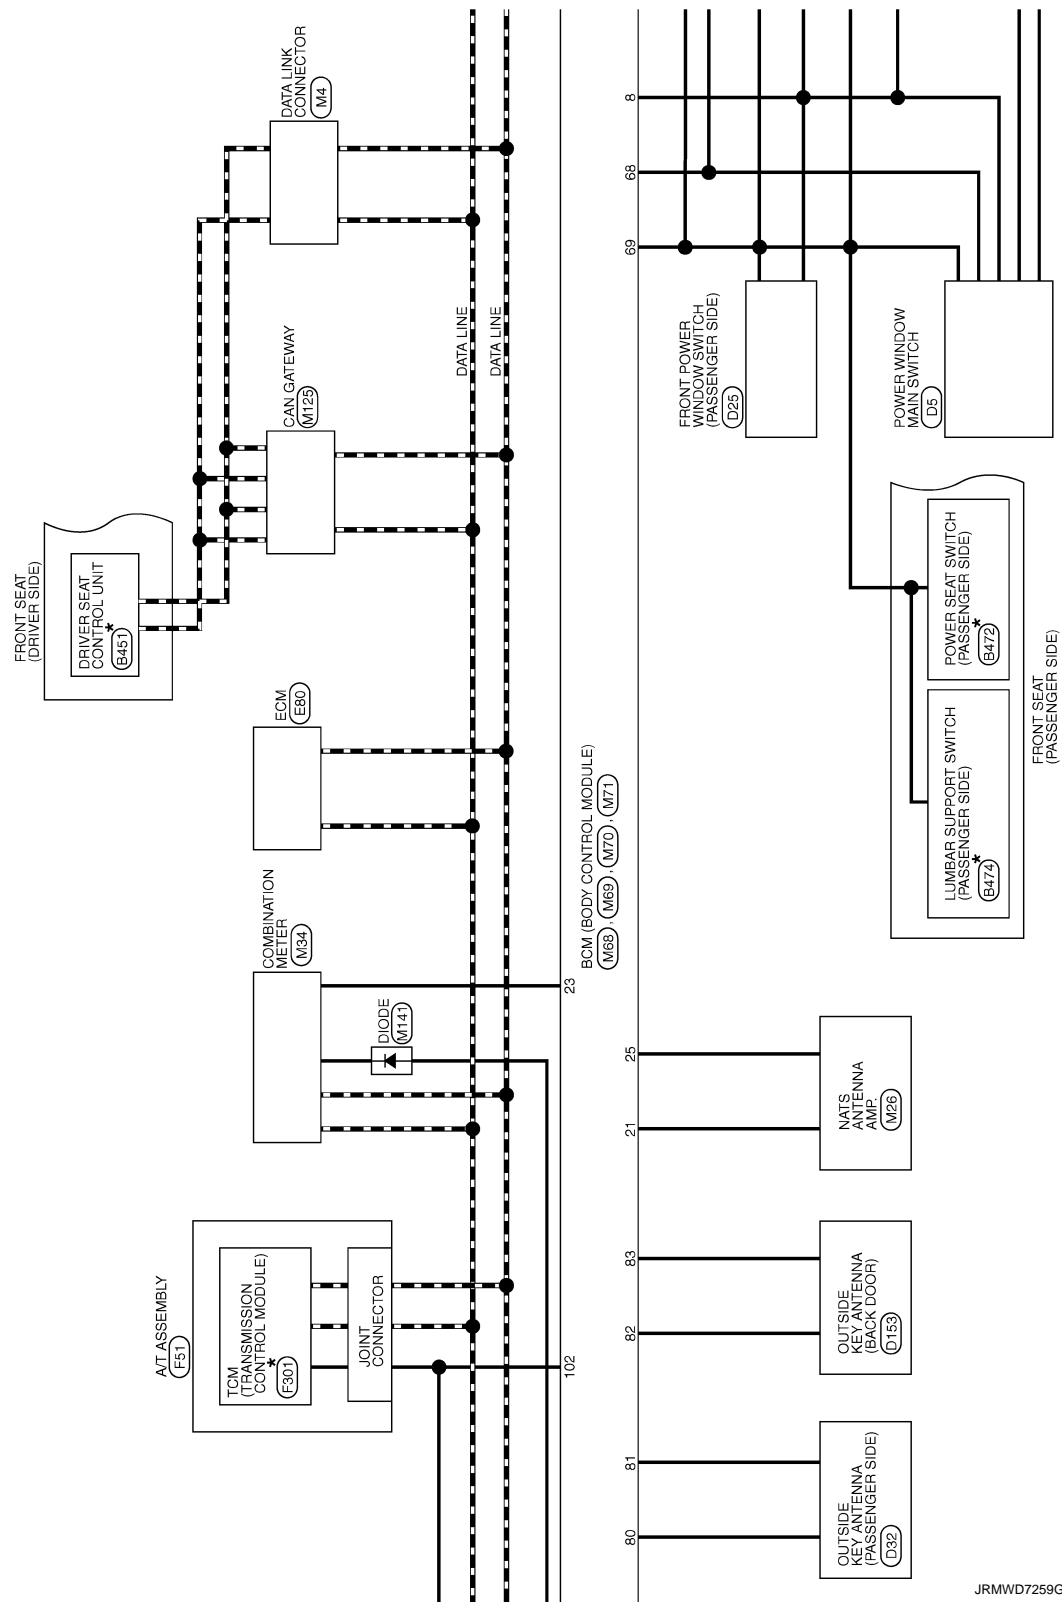 DATA LINK
CONNECTOR
M4
CAN GATEWAY
M125
DATA LINE
DATA LINE
FRONT SEAT
(DRIVER SIDE)
DRIVER SEAT
CONTROL UNIT
*
B451
ECM
E80
COMBINATION
METER
M34
DIODE
M141
23
A/T ASSEMBLY
F51
TCM
(TRANSMISSION
CONTROL MODULE)
*
F301
JOINT
CONNECTOR
102
BCM (BODY CONTROL MODULE)
M68 , M69 , M70 , M71
8
68
69
FRONT POWER
WINDOW SWITCH
(PASSENGER SIDE)
D25
POWER WINDOW
MAIN SWITCH
D5
POWER SEAT SWITCH
(PASSENGER SIDE)
*
B472
LUMBAR SUPPORT SWITCH
(PASSENGER SIDE)
*
B474
FRONT SEAT
(PASSENGER SIDE)
25
21
NATS
ANTENNA
AMP.
M26
83
82
OUTSIDE
KEY ANTENNA
(BACK DOOR)
D153
81
80
OUTSIDE
KEY ANTENNA
(PASSENGER SIDE)
D32
JRMWD7259G